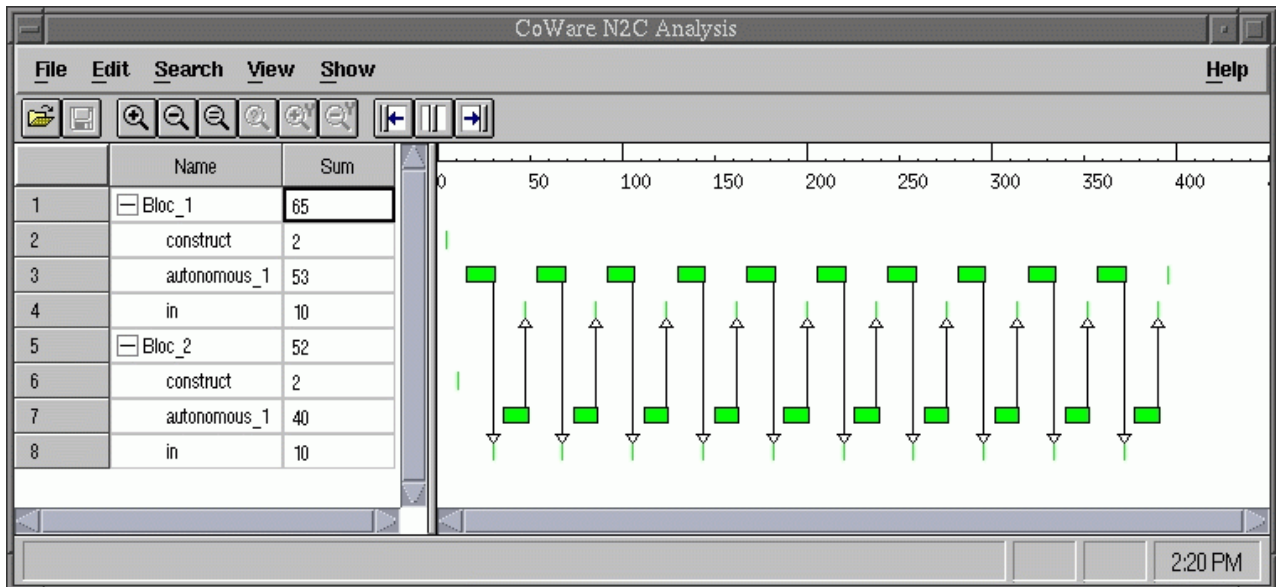 CoWare N2C Analysis
File Edit Search View Show Help
Name Sum
0 50 100 150 200 250 300 350 400
1 Bloc_1 65
2 construct 2
3 autonomous_1 53
4 in 10
5 Bloc_2 52
6 construct 2
7 autonomous_1 40
8 in 10
2:20 PM